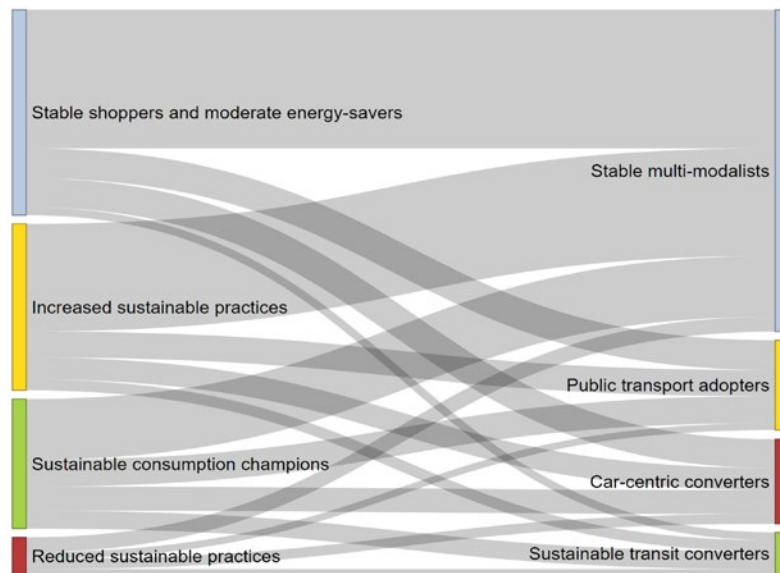 Stable shoppers and moderate energy-savers
Stable multi-modalists
Increased sustainable practices
Public transport adopters
Sustainable consumption champions
Car-centric converters
Reduced sustainable practices
Sustainable transit converters